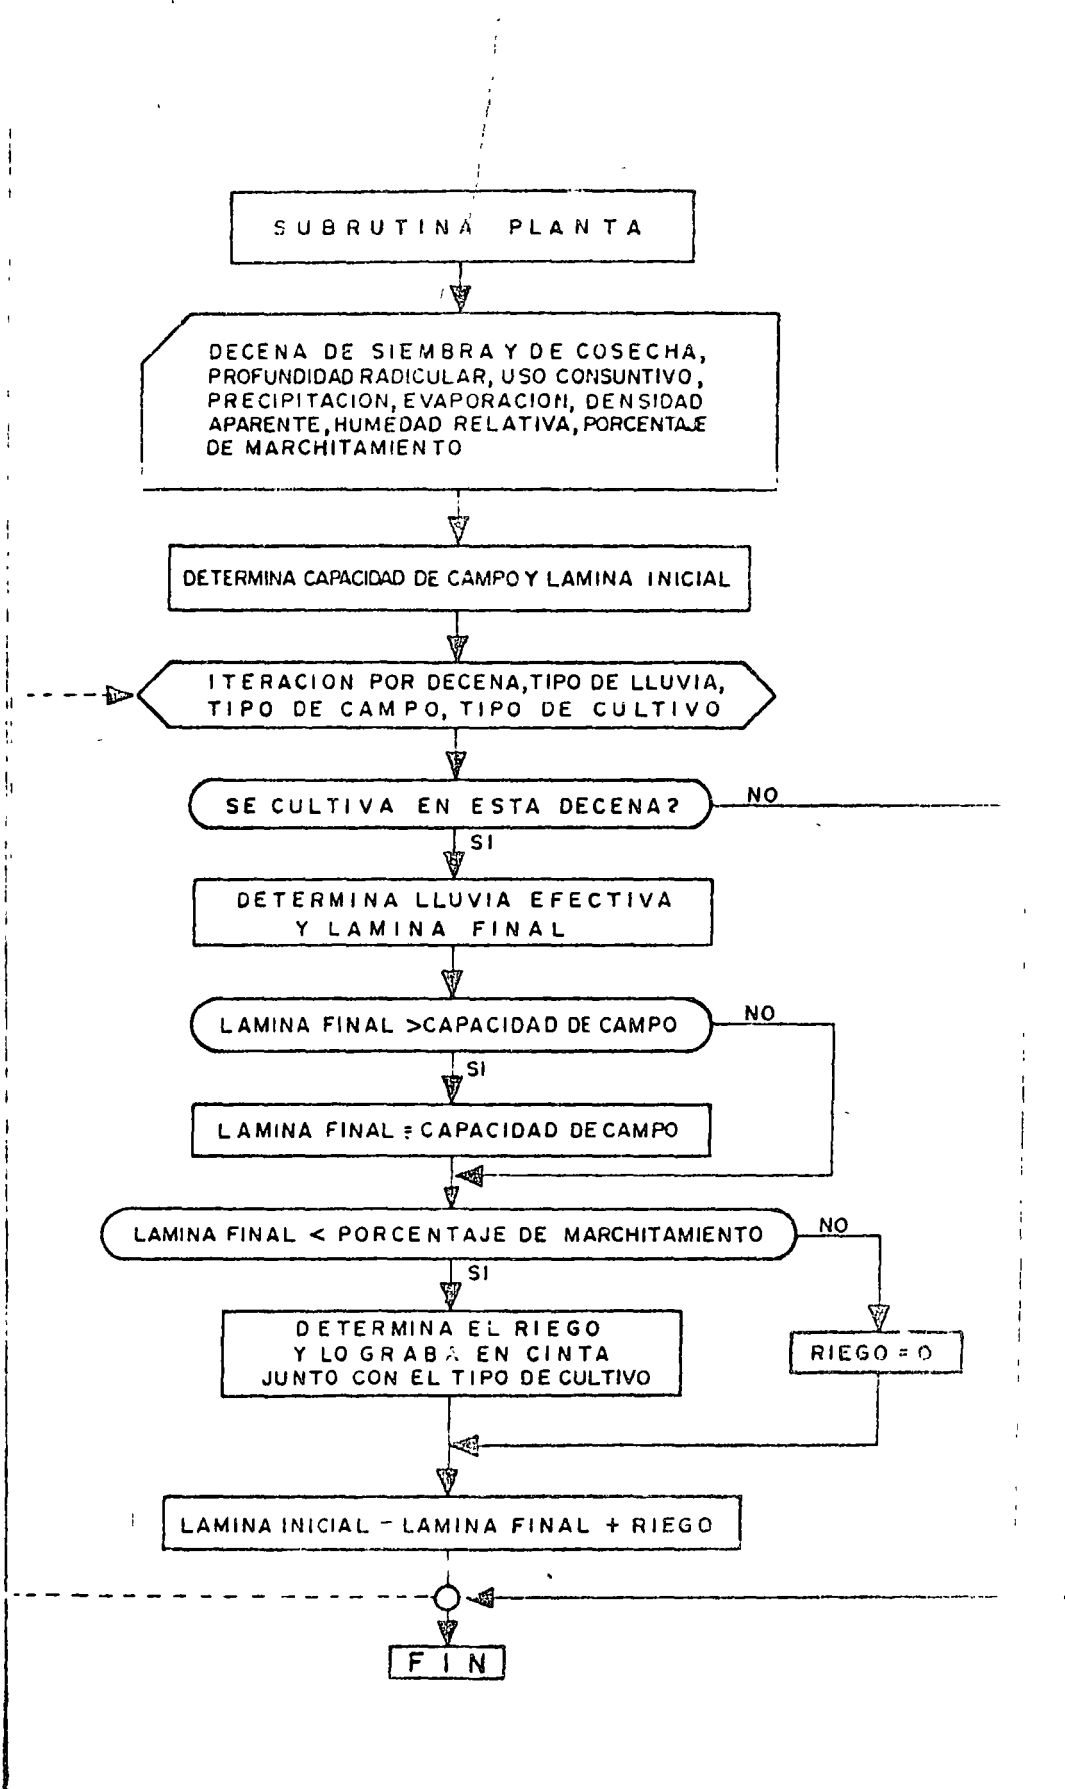 SUBRUTINA PLANTA
DECENA DE SIEMBRA Y DE COSECHA,
PROFUNDIDAD RADICULAR, USO CONSUNTIVO,
PRECIPITACION, EVAPORACION, DENSIDAD
APARENTE, HUMEDAD RELATIVA, PORCENTAJE
DE MARCHITAMIENTO
DETERMINA CAPACIDAD DE CAMPO Y LAMINA INICIAL
ITERACION POR DECENA, TIPO DE LLUVIA,
TIPO DE CAMPO, TIPO DE CULTIVO
SE CULTIVA EN ESTA DECENA?
NO
SI
DETERMINA LLUVIA EFECTIVA
Y LAMINA FINAL
LAMINA FINAL >CAPACIDAD DE CAMPO
NO
SI
LAMINA FINAL = CAPACIDAD DE CAMPO
LAMINA FINAL < PORCENTAJE DE MARCHITAMIENTO
NO
SI
DETERMINA EL RIEGO
Y LO GRABA EN CINTA
JUNTO CON EL TIPO DE CULTIVO
RIEGO = 0
LAMINA INICIAL - LAMINA FINAL + RIEGO
FIN